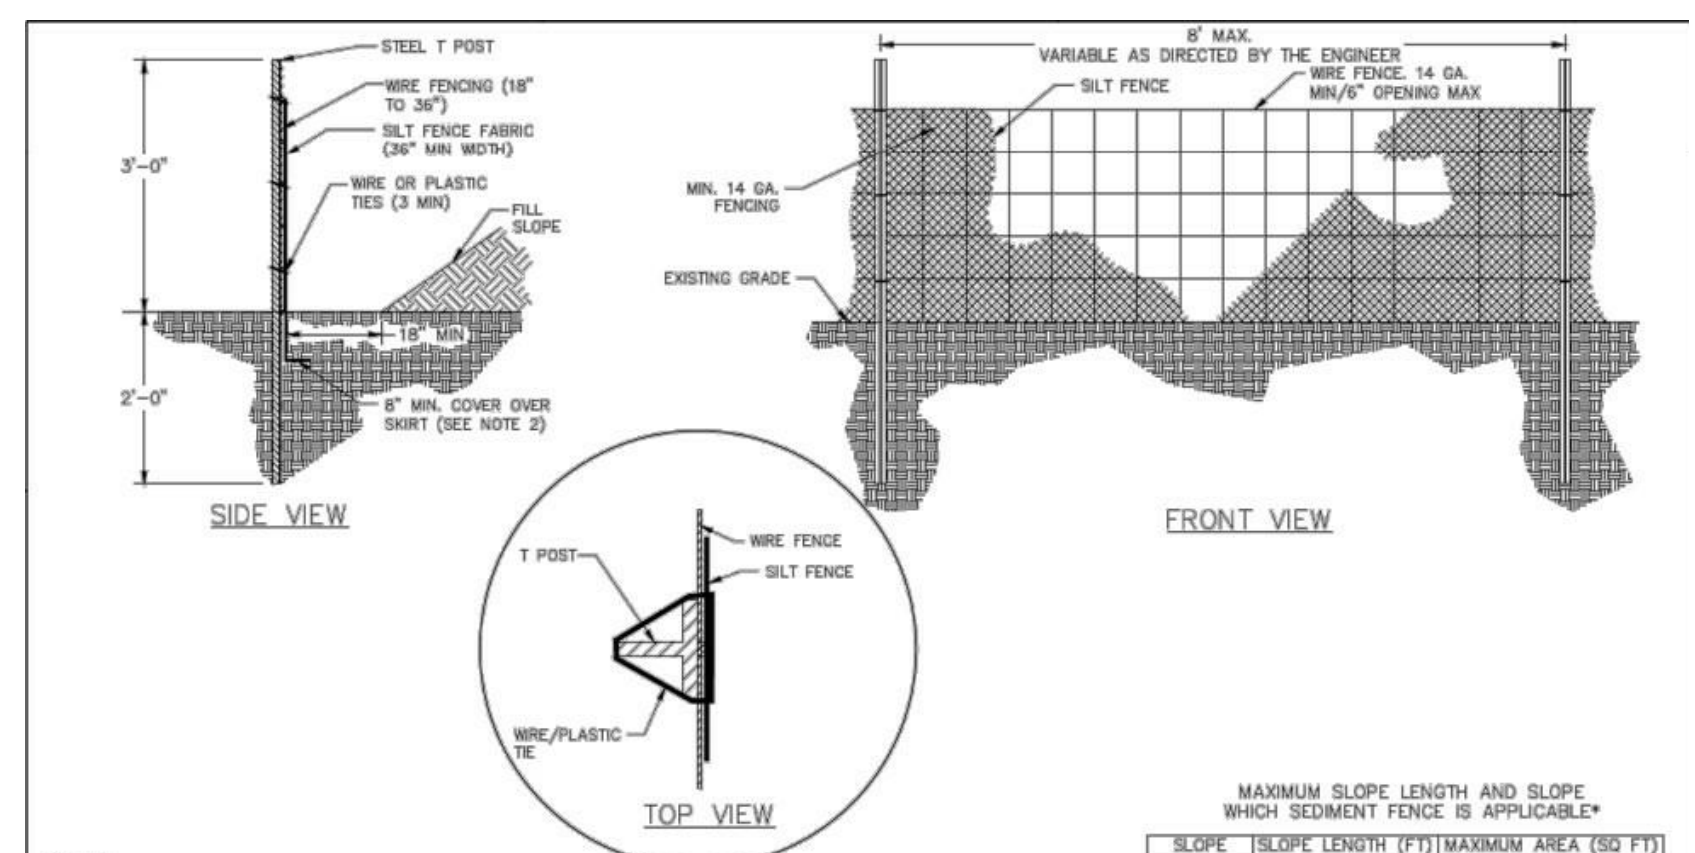 STEEL T POST
WIRE FENCING (18"
TO 36")
SILT FENCE FABRIC
(36" MIN WIDTH)
3'-0"
WIRE OR PLASTIC
TIES (3 MIN)
FILL
SLOPE
18" MIN
2'-0"
8" MIN. COVER OVER
SKIRT (SEE NOTE 2)
SIDE VIEW
8' MAX.
VARIABLE AS DIRECTED BY THE ENGINEER
SILT FENCE
WIRE FENCE. 14 GA.
MIN/6" OPENING MAX
MIN. 14 GA.
FENCING
EXISTING GRADE
FRONT VIEW
T POST
WIRE FENCE
SILT FENCE
WIRE/PLASTIC
TIE
TOP VIEW
MAXIMUM SLOPE LENGTH AND SLOPE
WHICH SEDIMENT FENCE IS APPLICABLE*
SLOPE SLOPE LENGTH (FT) MAXIMUM AREA (SQ FT)